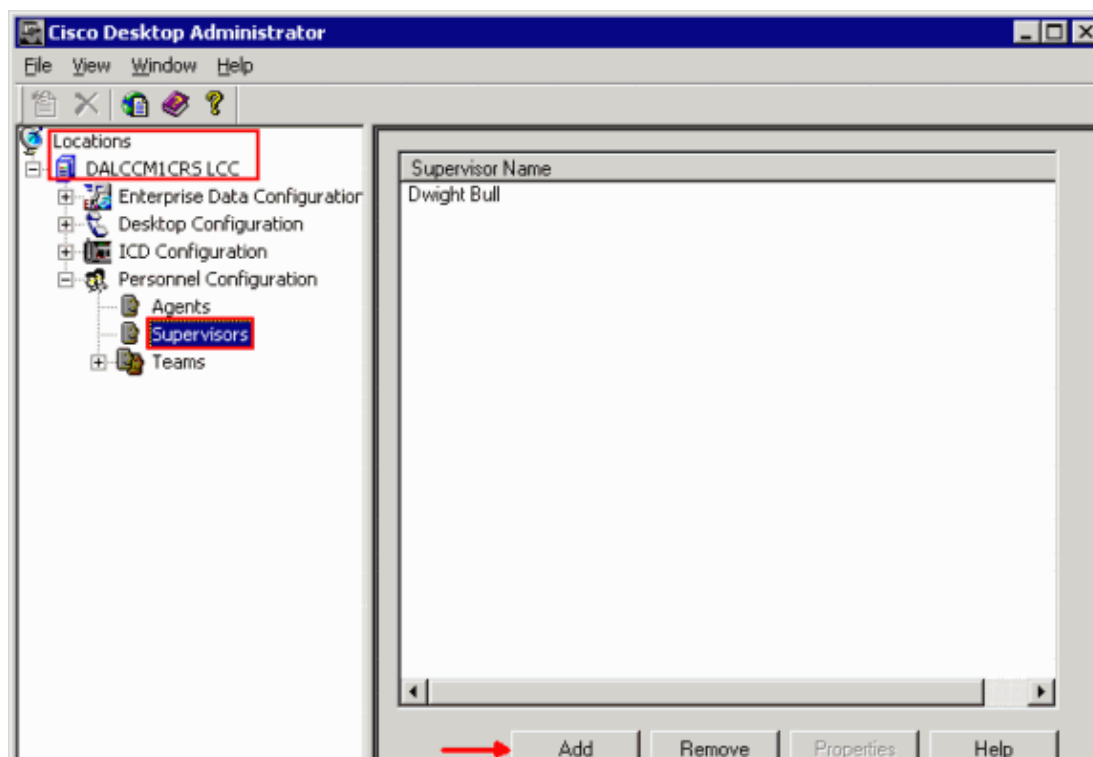 Cisco Desktop Administrator
File View Window Help
Locations
DALCCM1CRS LCC
Enterprise Data Configuration
Desktop Configuration
ICD Configuration
Personnel Configuration
Agents
Supervisors
Teams
Supervisor Name
Dwight Bull
Add Remove Properties Help